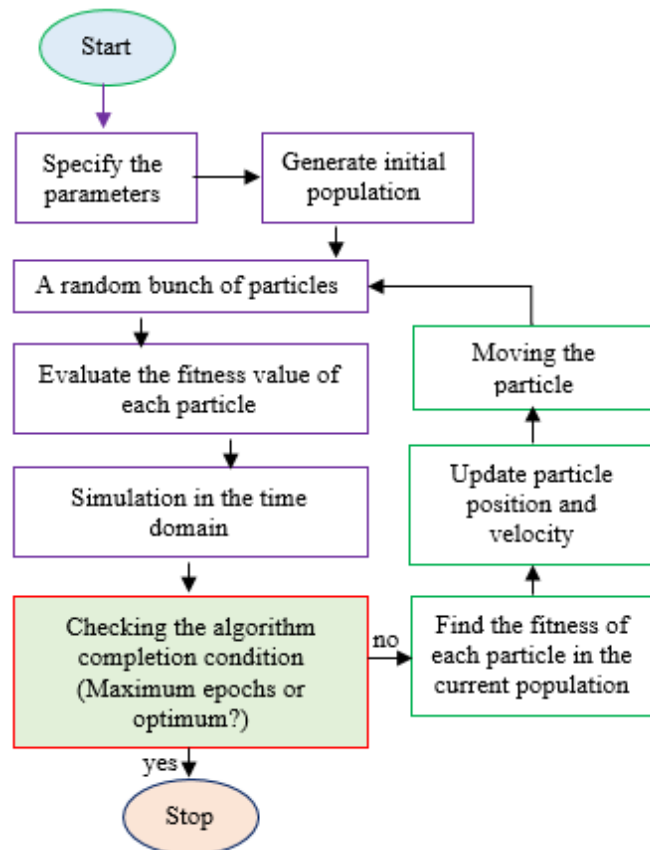 Start
Specify the
parameters
Generate initial
population
A random bunch of particles
Evaluate the fitness value of
each particle
Simulation in the time
domain
Checking the algorithm
completion condition
(Maximum epochs or
optimum?)
no
Find the fitness of
each particle in the
current population
Update particle
position and
velocity
Moving the
particle
yes
Stop